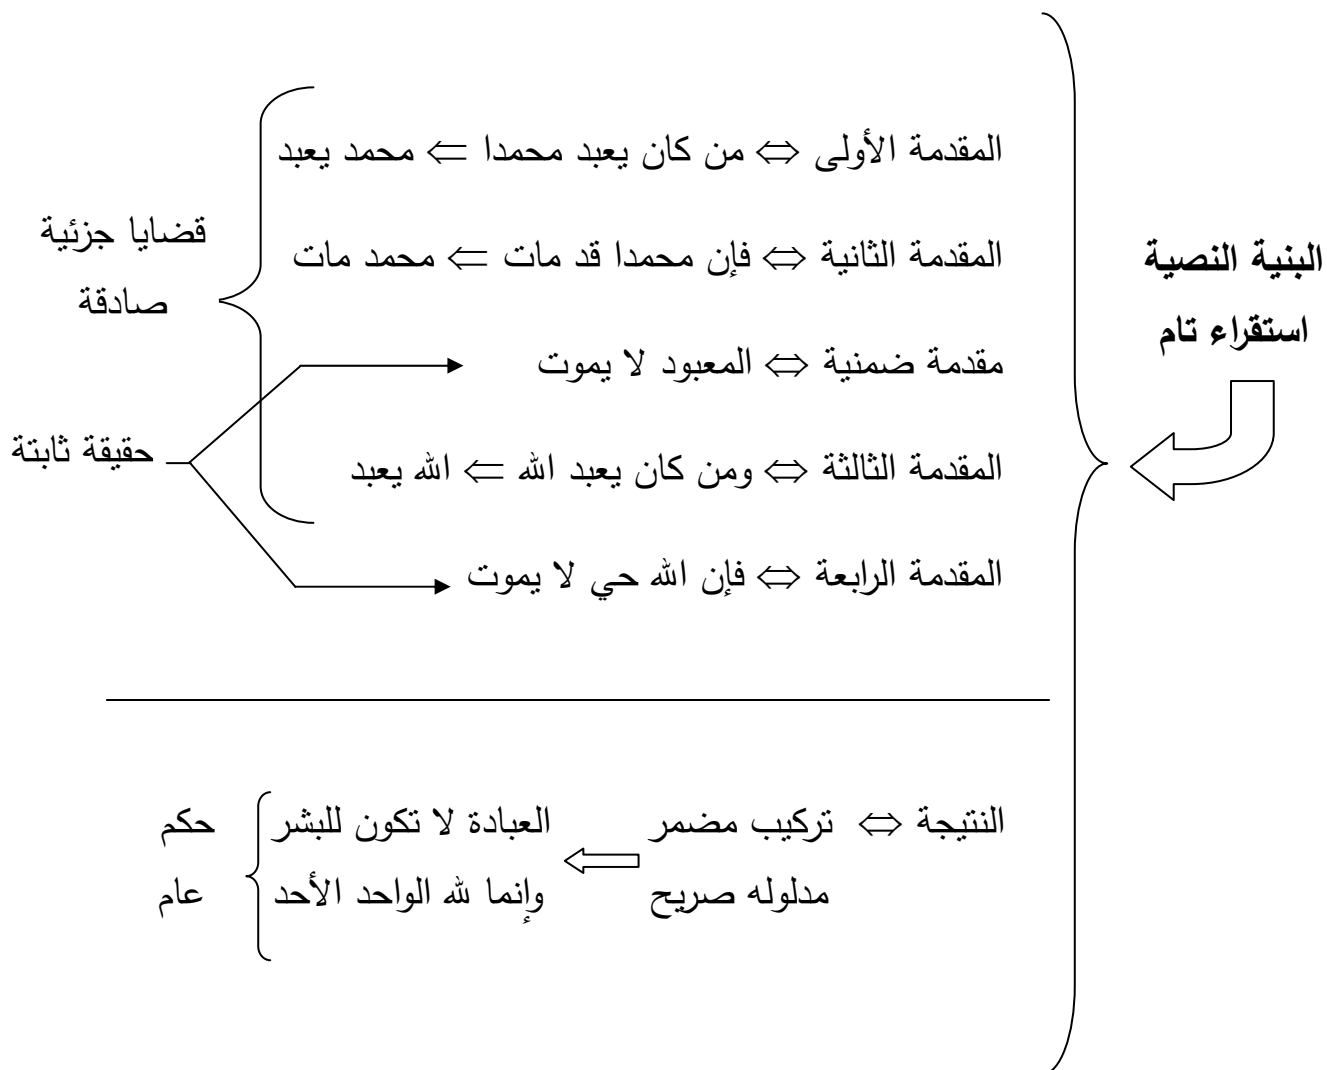 المقدمة الأولى ⇔ من كان يعبد محمدا ⇐ محمد يعبد
المقدمة الثانية ⇔ فإن محمدا قد مات ⇐ محمد مات
مقدمة ضمنية ⇔ المعبود لا يموت
المقدمة الثالثة ⇔ ومن كان يعبد الله ⇐ الله يعبد
المقدمة الرابعة ⇔ فإن الله حي لا يموت
البنية النصية
استقراء تام
قضايا جزئية
صادقة
حقيقة ثابتة
النتيجة ⇔ تركيب مضمر
مدلوله صريح
العبادة لا تكون للبشر
وإنما لله الواحد الأحد
حكم
عام